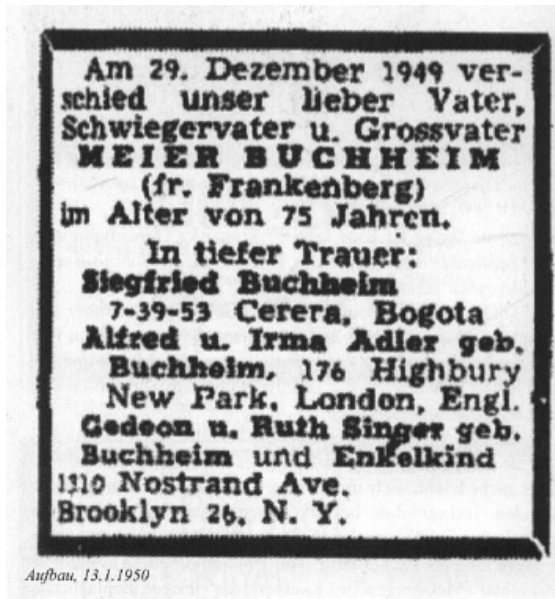 Am 29. Dezember 1949 ver-
schied unser lieber Vater,
Schwiegervater u. Grossvater
MEIER BUCHHEIM
(fr. Frankenberg)
im Alter von 75 Jahren.
In tiefer Trauer:
Siegfried Buchheim
7-39-53 Cerera, Bogota
Alfred u. Irma Adler geb.
Buchheim, 176 Highbury
New Park, London, Engl.
Gedeon u. Ruth Singer geb.
Buchheim und Enkelkind
1310 Nostrand Ave.
Brooklyn 26, N. Y.
Aufbau, 13.1.1950